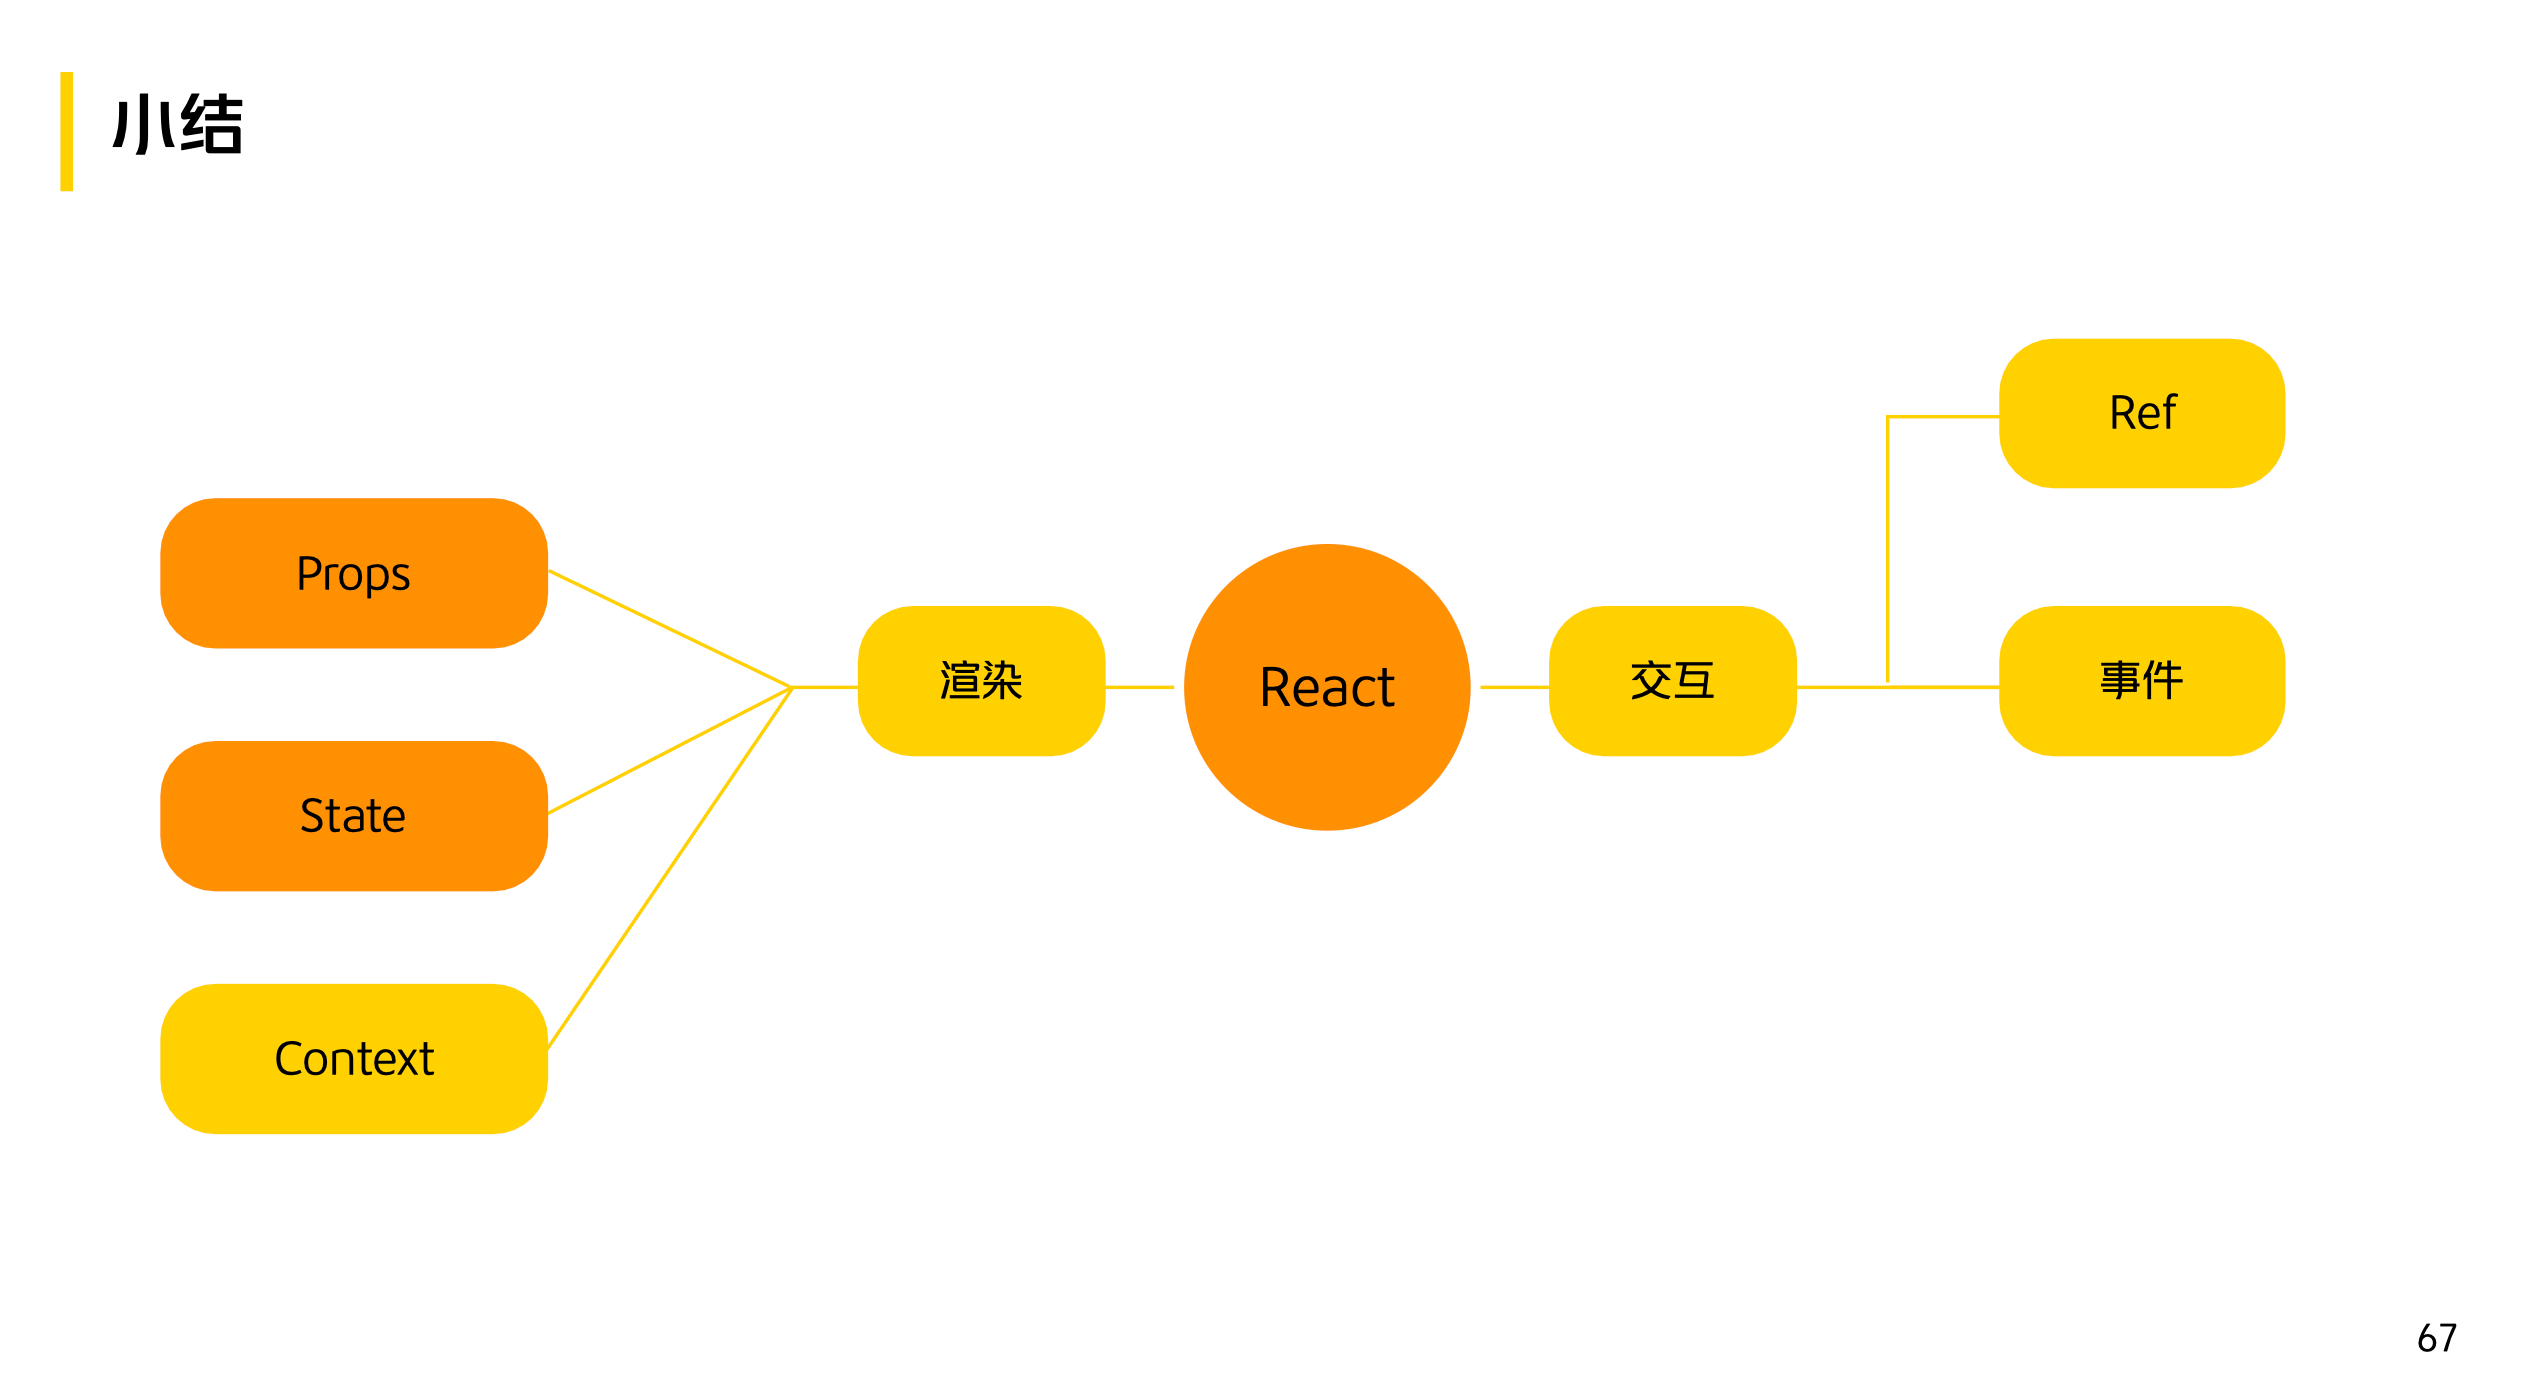 小结
Props
State
Context
渲染
React
交互
Ref
事件
67